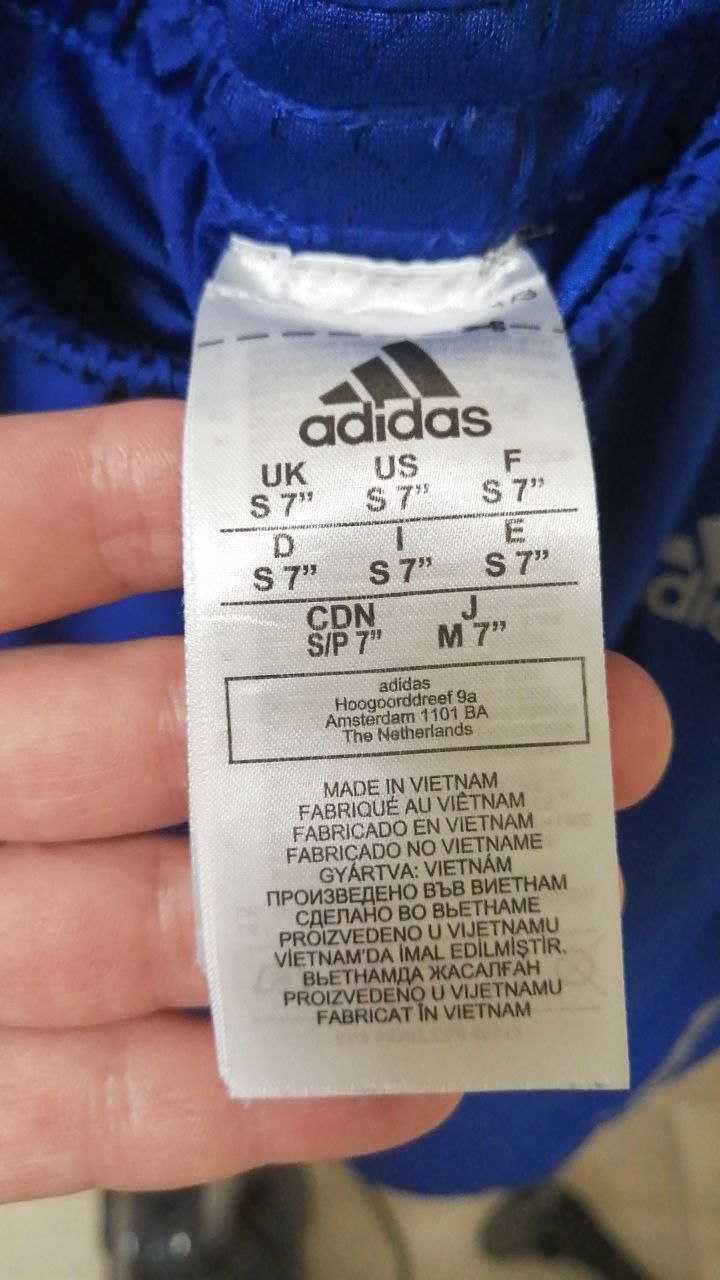 adidas
UK US F
S 7” S 7” S 7”
D I E
S 7” S 7” S 7”
CDN J
S/P 7” M 7”
adidas
Hoogoorddreef 9a
Amsterdam 1101 BA
The Netherlands
MADE IN VIETNAM
FABRIQUÉ AU VIÊTNAM
FABRICADO EN VIETNAM
FABRICADO NO VIETNAME
GYÁRTVA: VIETNÁM
ПРОИЗВЕДЕНО ВЪВ ВИЕТНАМ
СДЕЛАНО ВО ВЬЕТНАМЕ
PROIZVEDENO U VIJETNAMU
VİETNAM'DA İMAL EDİLMİŞTİR.
ВЬЕТНАМДА ЖАСАЛҒАН
PROIZVEDENO U VIJETNAMU
FABRICAT ÎN VIETNAM